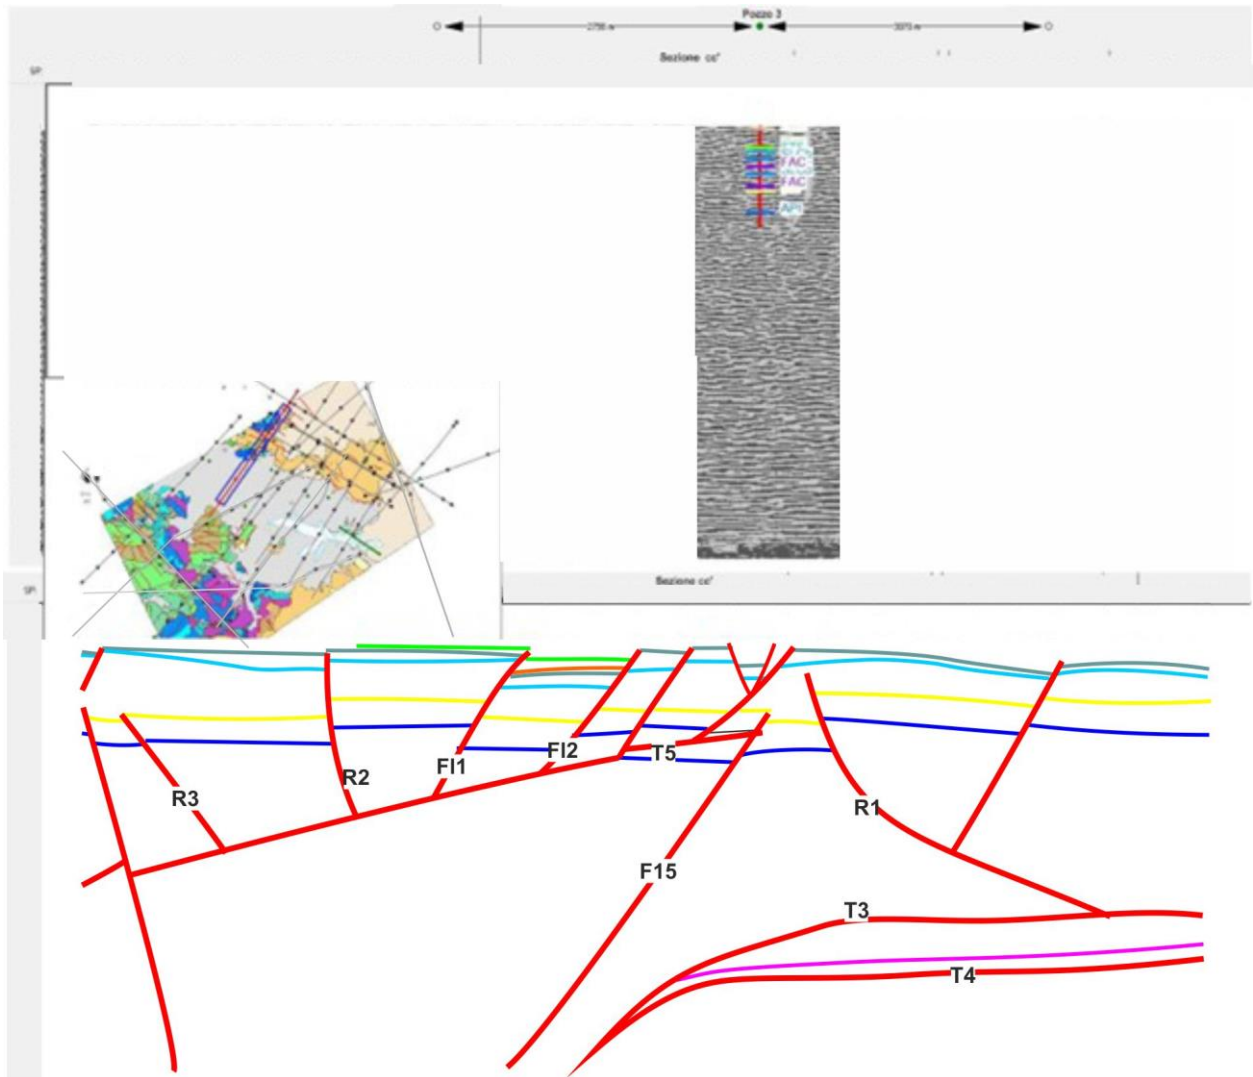 Pozzo 3
Sezione cc'
SP:
FAC
FAC
API
SP:
Sezione cc'
R3
R2
FI1
FI2
T5
R1
F15
T3
T4